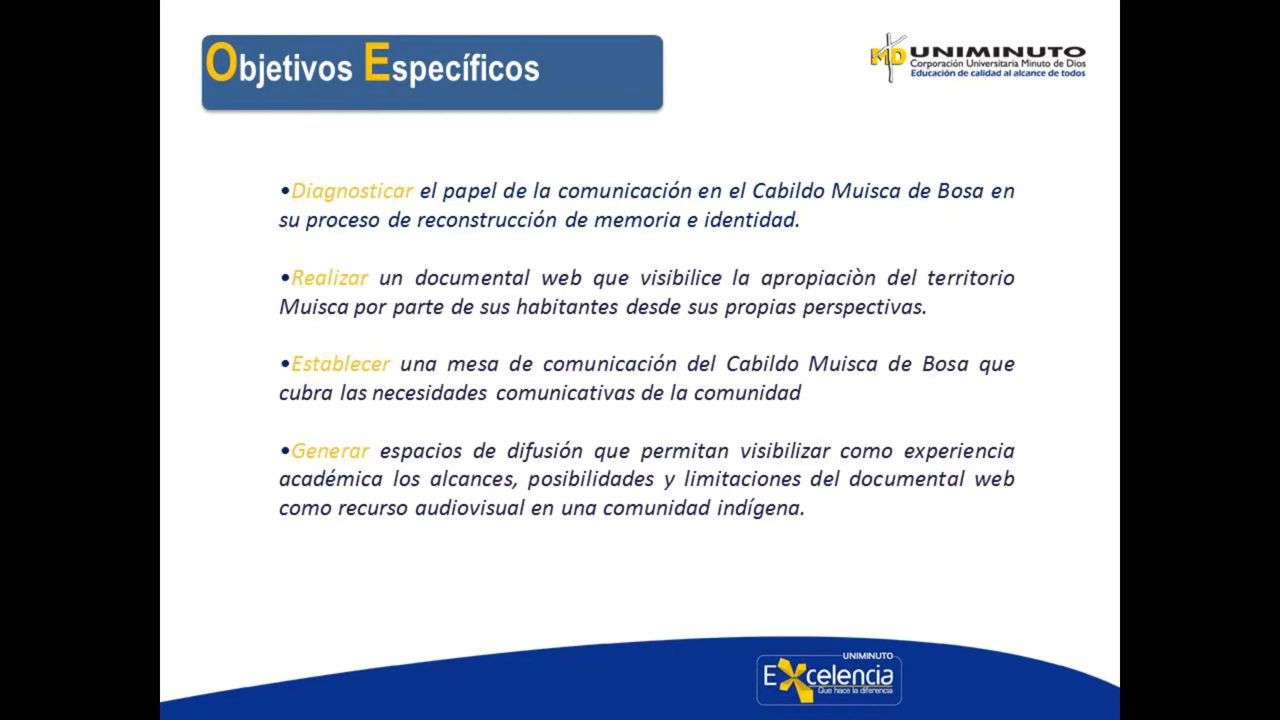 Objetivos Específicos
MD UNIMINUTO
Corporación Universitaria Minuto de Dios
Educación de calidad al alcance de todos
•Diagnosticar el papel de la comunicación en el Cabildo Muisca de Bosa en
su proceso de reconstrucción de memoria e identidad.
•Realizar un documental web que visibilice la apropiaciòn del territorio
Muisca por parte de sus habitantes desde sus propias perspectivas.
•Establecer una mesa de comunicación del Cabildo Muisca de Bosa que
cubra las necesidades comunicativas de la comunidad
•Generar espacios de difusión que permitan visibilizar como experiencia
académica los alcances, posibilidades y limitaciones del documental web
como recurso audiovisual en una comunidad indígena.
UNIMINUTO
EXcelencia
Que hace la diferencia